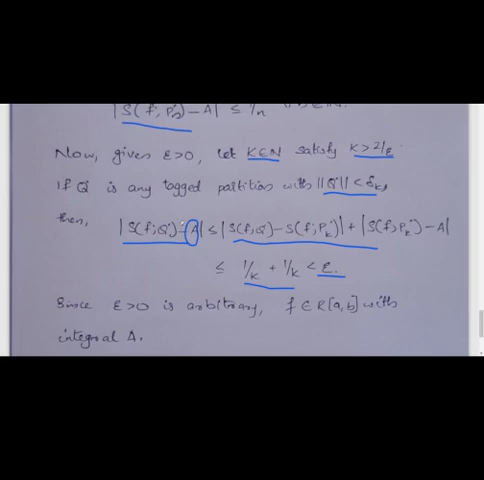 |S(f; Ṗn) − A| ≤ 1/n
Now, given ε>0, let K∈N satisfy K > 2/ε.
If Q̇ is any tagged partition with ||Q̇|| < δK,
then, |S(f;Q̇) − A| ≤ |S(f;Q̇) − S(f;ṖK)| + |S(f;ṖK) − A|
≤ 1/K + 1/K < ε.
Since ε>0 is arbitrary, f ∈ R[a,b] with
integral A.